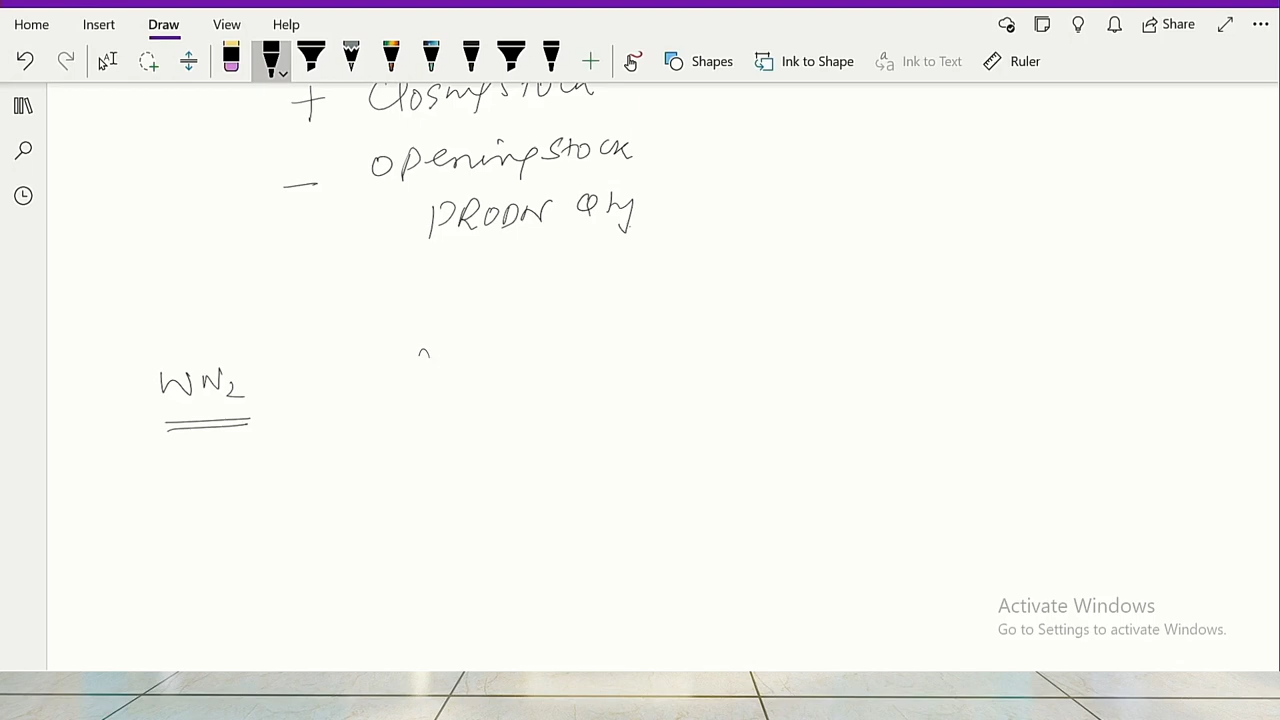 Home Insert Draw View Help Share
Shapes Ink to Shape Ink to Text Ruler
+ Closing stock
opening stock
–
PRODN Qty
WN2
Activate Windows
Go to Settings to activate Windows.